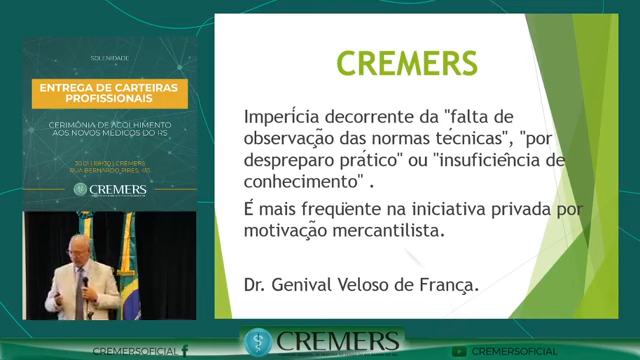 SOLENIDADE
ENTREGA DE CARTEIRAS
PROFISSIONAIS
CERIMÔNIA DE ACOLHIMENTO
AOS NOVOS MÉDICOS DO RS
CREMERS
CREMERS
Imperícia decorrente da "falta de
observação das normas técnicas", "por
despreparo prático" ou "insuficiência de
conhecimento" .
É mais freqüente na iniciativa privada por
motivação mercantilista.
Dr. Genival Veloso de França.
CREMERSOFICIAL
CREMERS
CREMERSOFICIAL